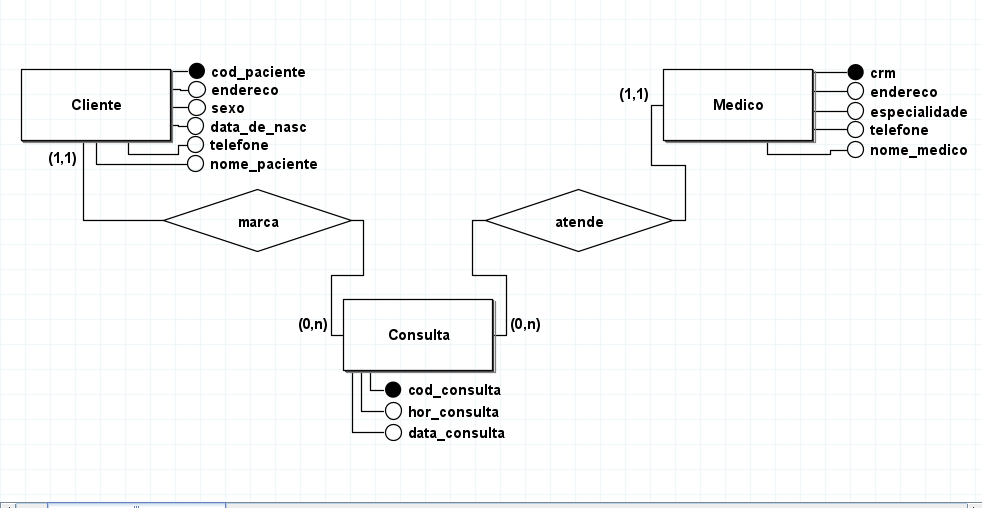 Cliente
cod_paciente
endereco
sexo
data_de_nasc
telefone
nome_paciente
(1,1)
marca
(1,1)
Medico
crm
endereco
especialidade
telefone
nome_medico
atende
(0,n)
Consulta
(0,n)
cod_consulta
hor_consulta
data_consulta